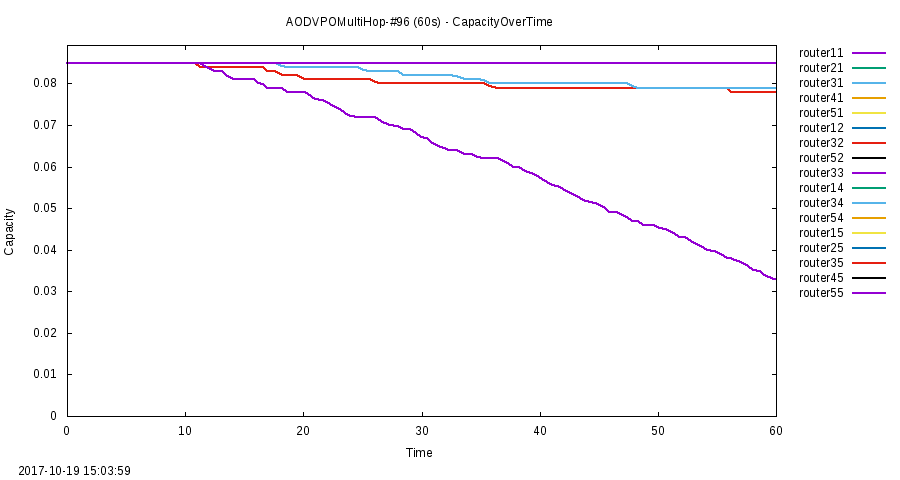 AODVPOMultiHop-#96 (60s) - CapacityOverTime
router11
router21
router31
router41
router51
router12
router32
router52
router33
router14
router34
router54
router15
router25
router35
router45
router55
0.08
0.07
0.06
0.05
0.04
0.03
0.02
0.01
0
Capacity
0 10 20 30 40 50 60
Time
2017-10-19 15:03:59